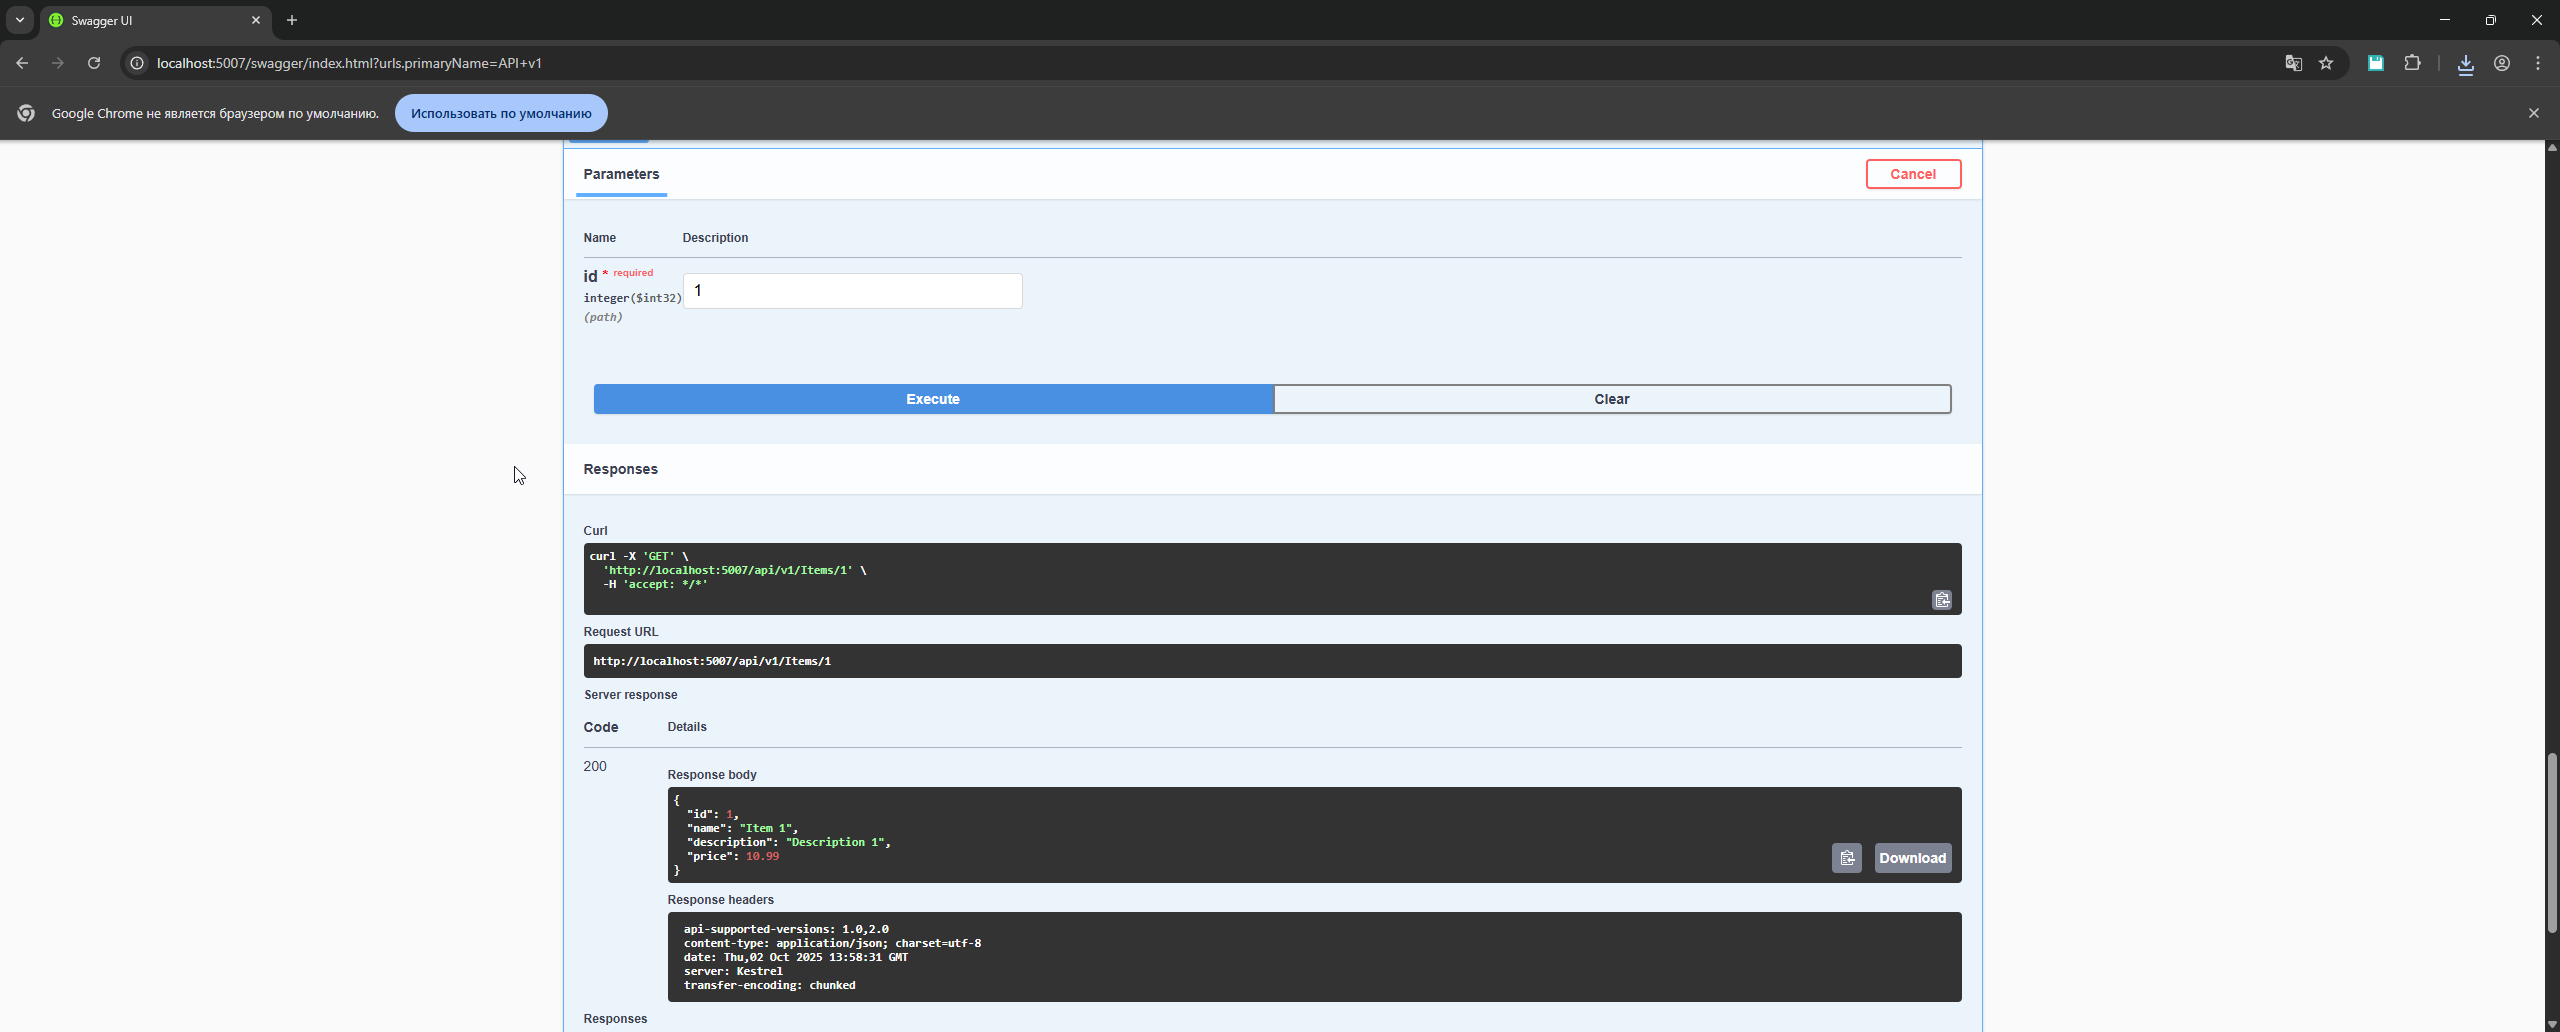 Swagger UI
localhost:5007/swagger/index.html?urls.primaryName=API+v1
Google Chrome не является браузером по умолчанию.
Использовать по умолчанию
Parameters
Cancel
Name Description
id * required
integer($int32)
(path)
1
Execute
Clear
Responses
Curl
curl -X 'GET' \
'http://localhost:5007/api/v1/Items/1' \
-H 'accept: */*'
Request URL
http://localhost:5007/api/v1/Items/1
Server response
Code Details
200
Response body
{
"id": 1,
"name": "Item 1",
"description": "Description 1",
"price": 10.99
}
Download
Response headers
api-supported-versions: 1.0,2.0
content-type: application/json; charset=utf-8
date: Thu,02 Oct 2025 13:58:31 GMT
server: Kestrel
transfer-encoding: chunked
Responses